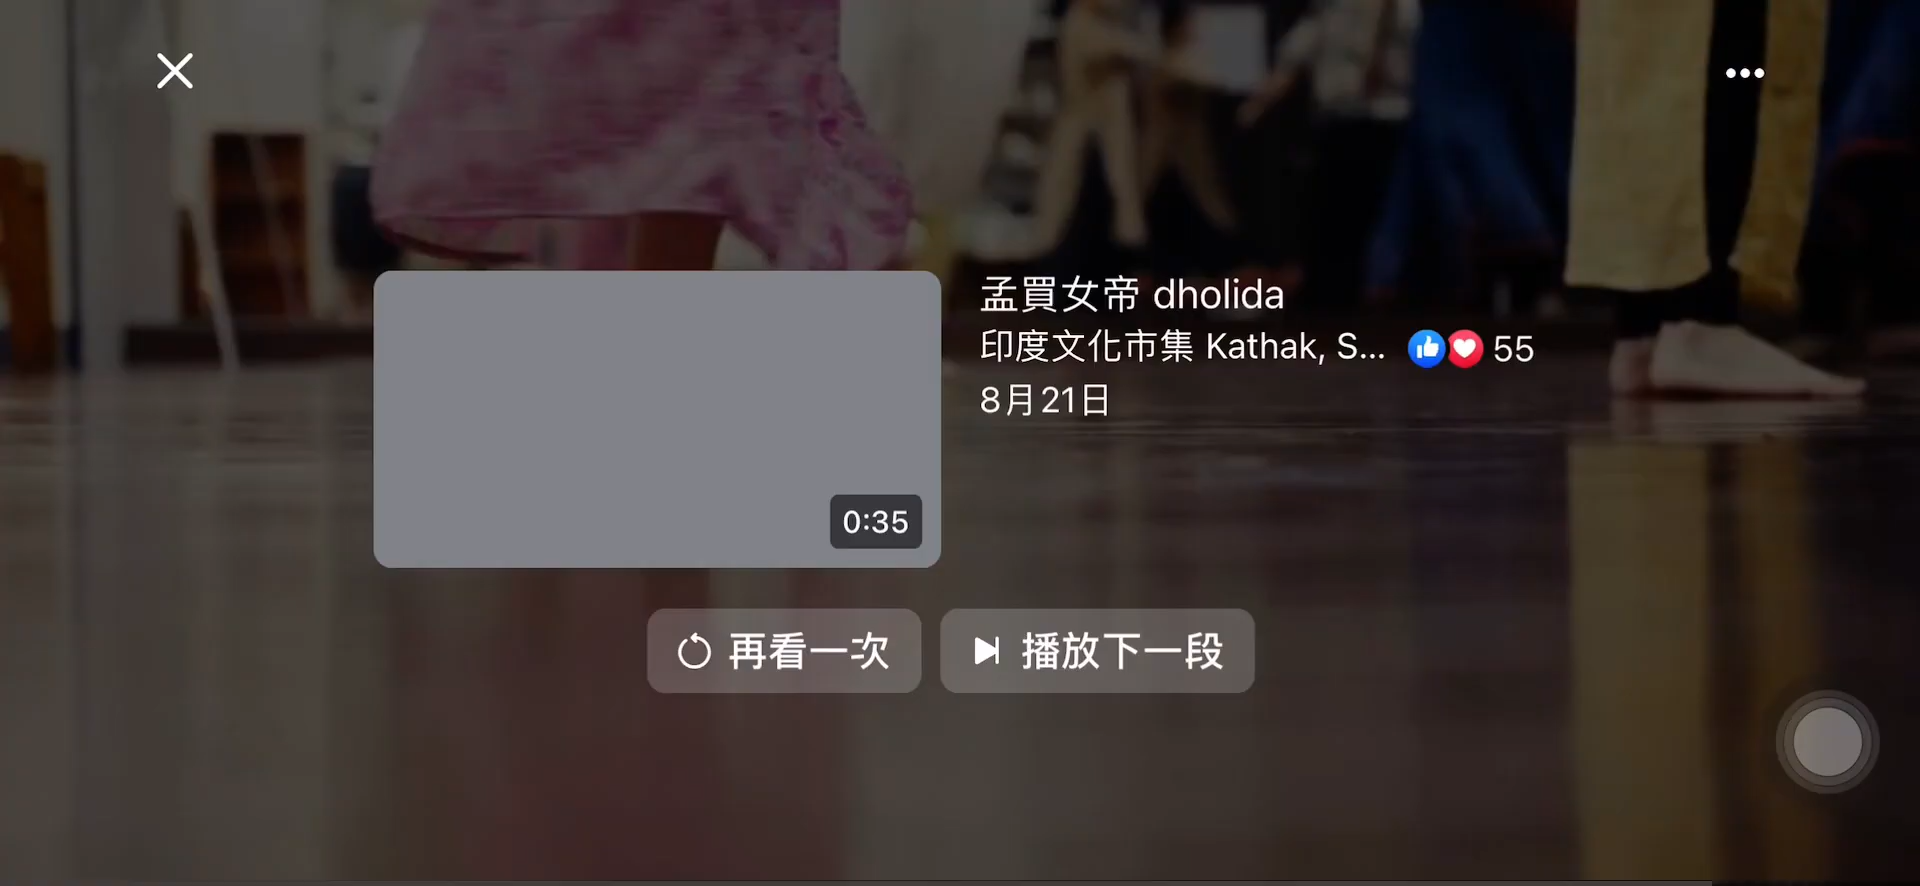 孟買女帝 dholida
印度文化市集 Kathak, S... 55
8月21日
0:35
再看一次
播放下一段